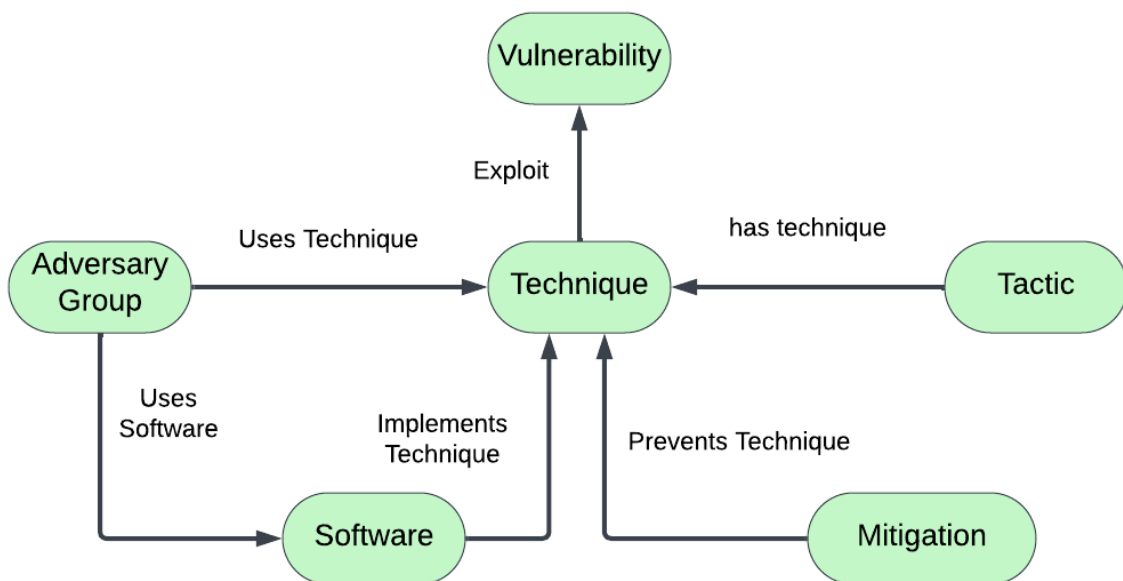 Vulnerability
Exploit
Uses Technique
has technique
Adversary
Group
Technique
Tactic
Uses
Software
Implements
Technique
Prevents Technique
Software
Mitigation